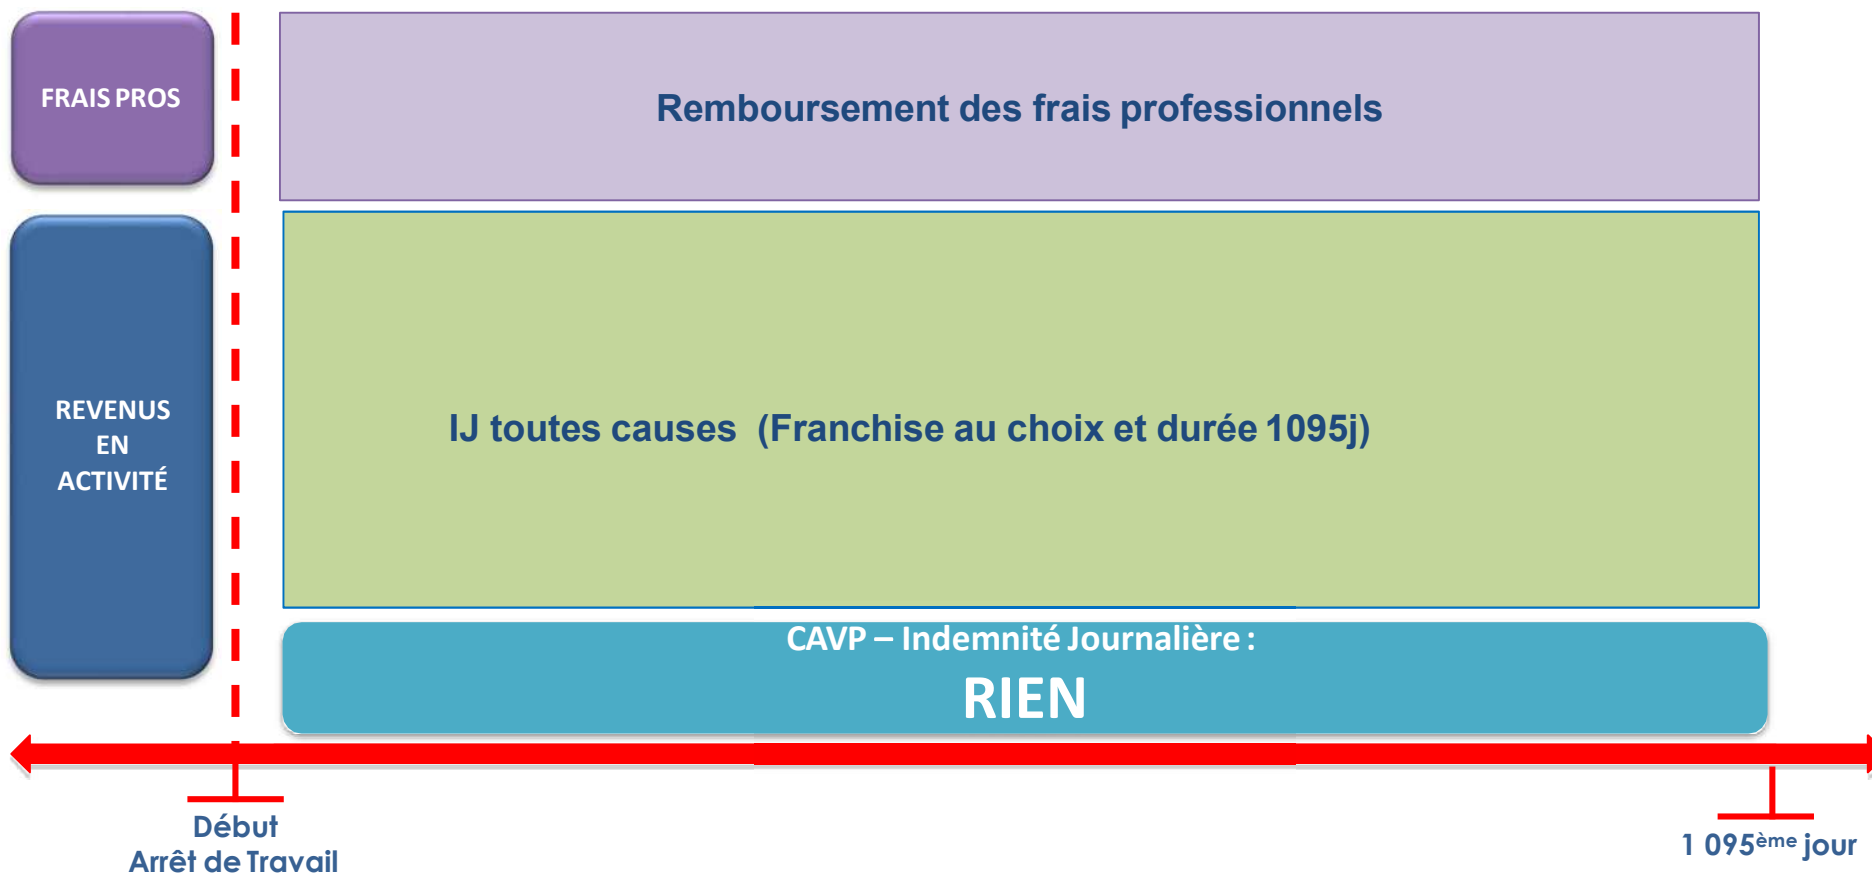 FRAIS PROS
Remboursement des frais professionnels
REVENUS
EN
ACTIVITÉ
IJ toutes causes  (Franchise au choix et durée 1095j)
CAVP – Indemnité Journalière :
RIEN
Début
Arrêt de Travail
1 095ème jour